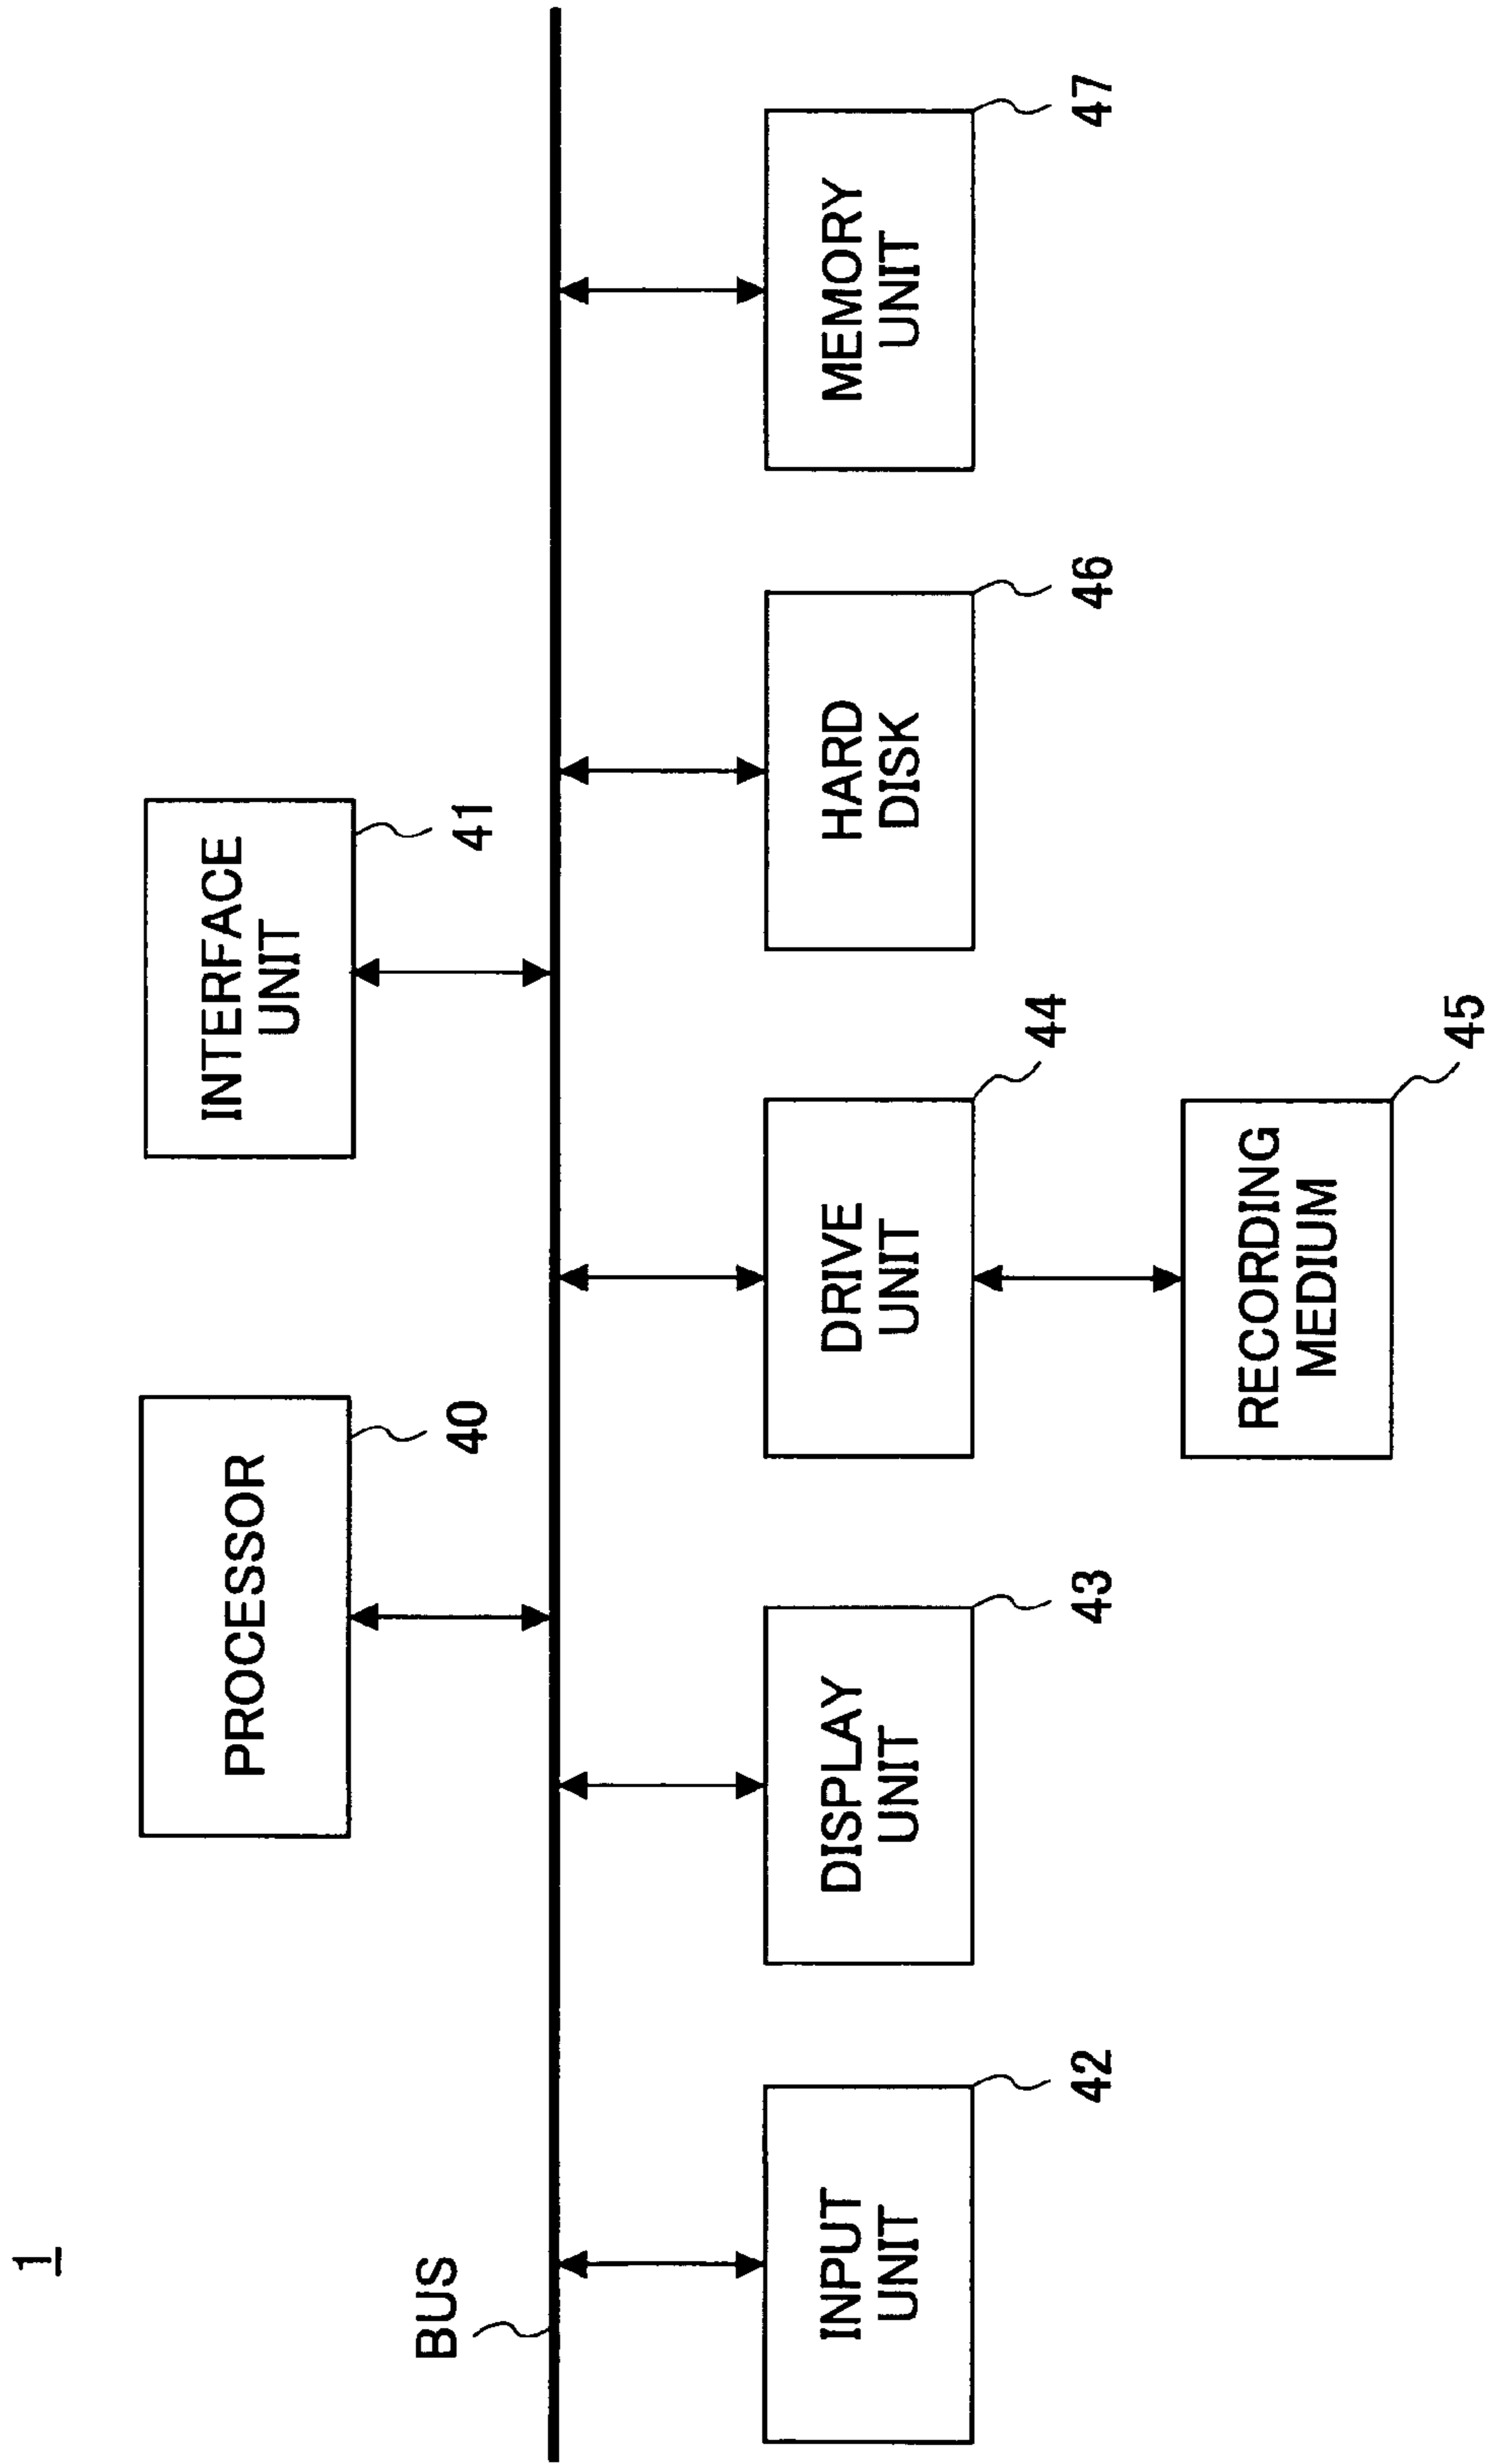 1
PROCESSOR
40
INTERFACE
UNIT
41
BUS
INPUT
UNIT
42
DISPLAY
UNIT
43
DRIVE
UNIT
44
HARD
DISK
46
MEMORY
UNIT
47
RECORDING
MEDIUM
45